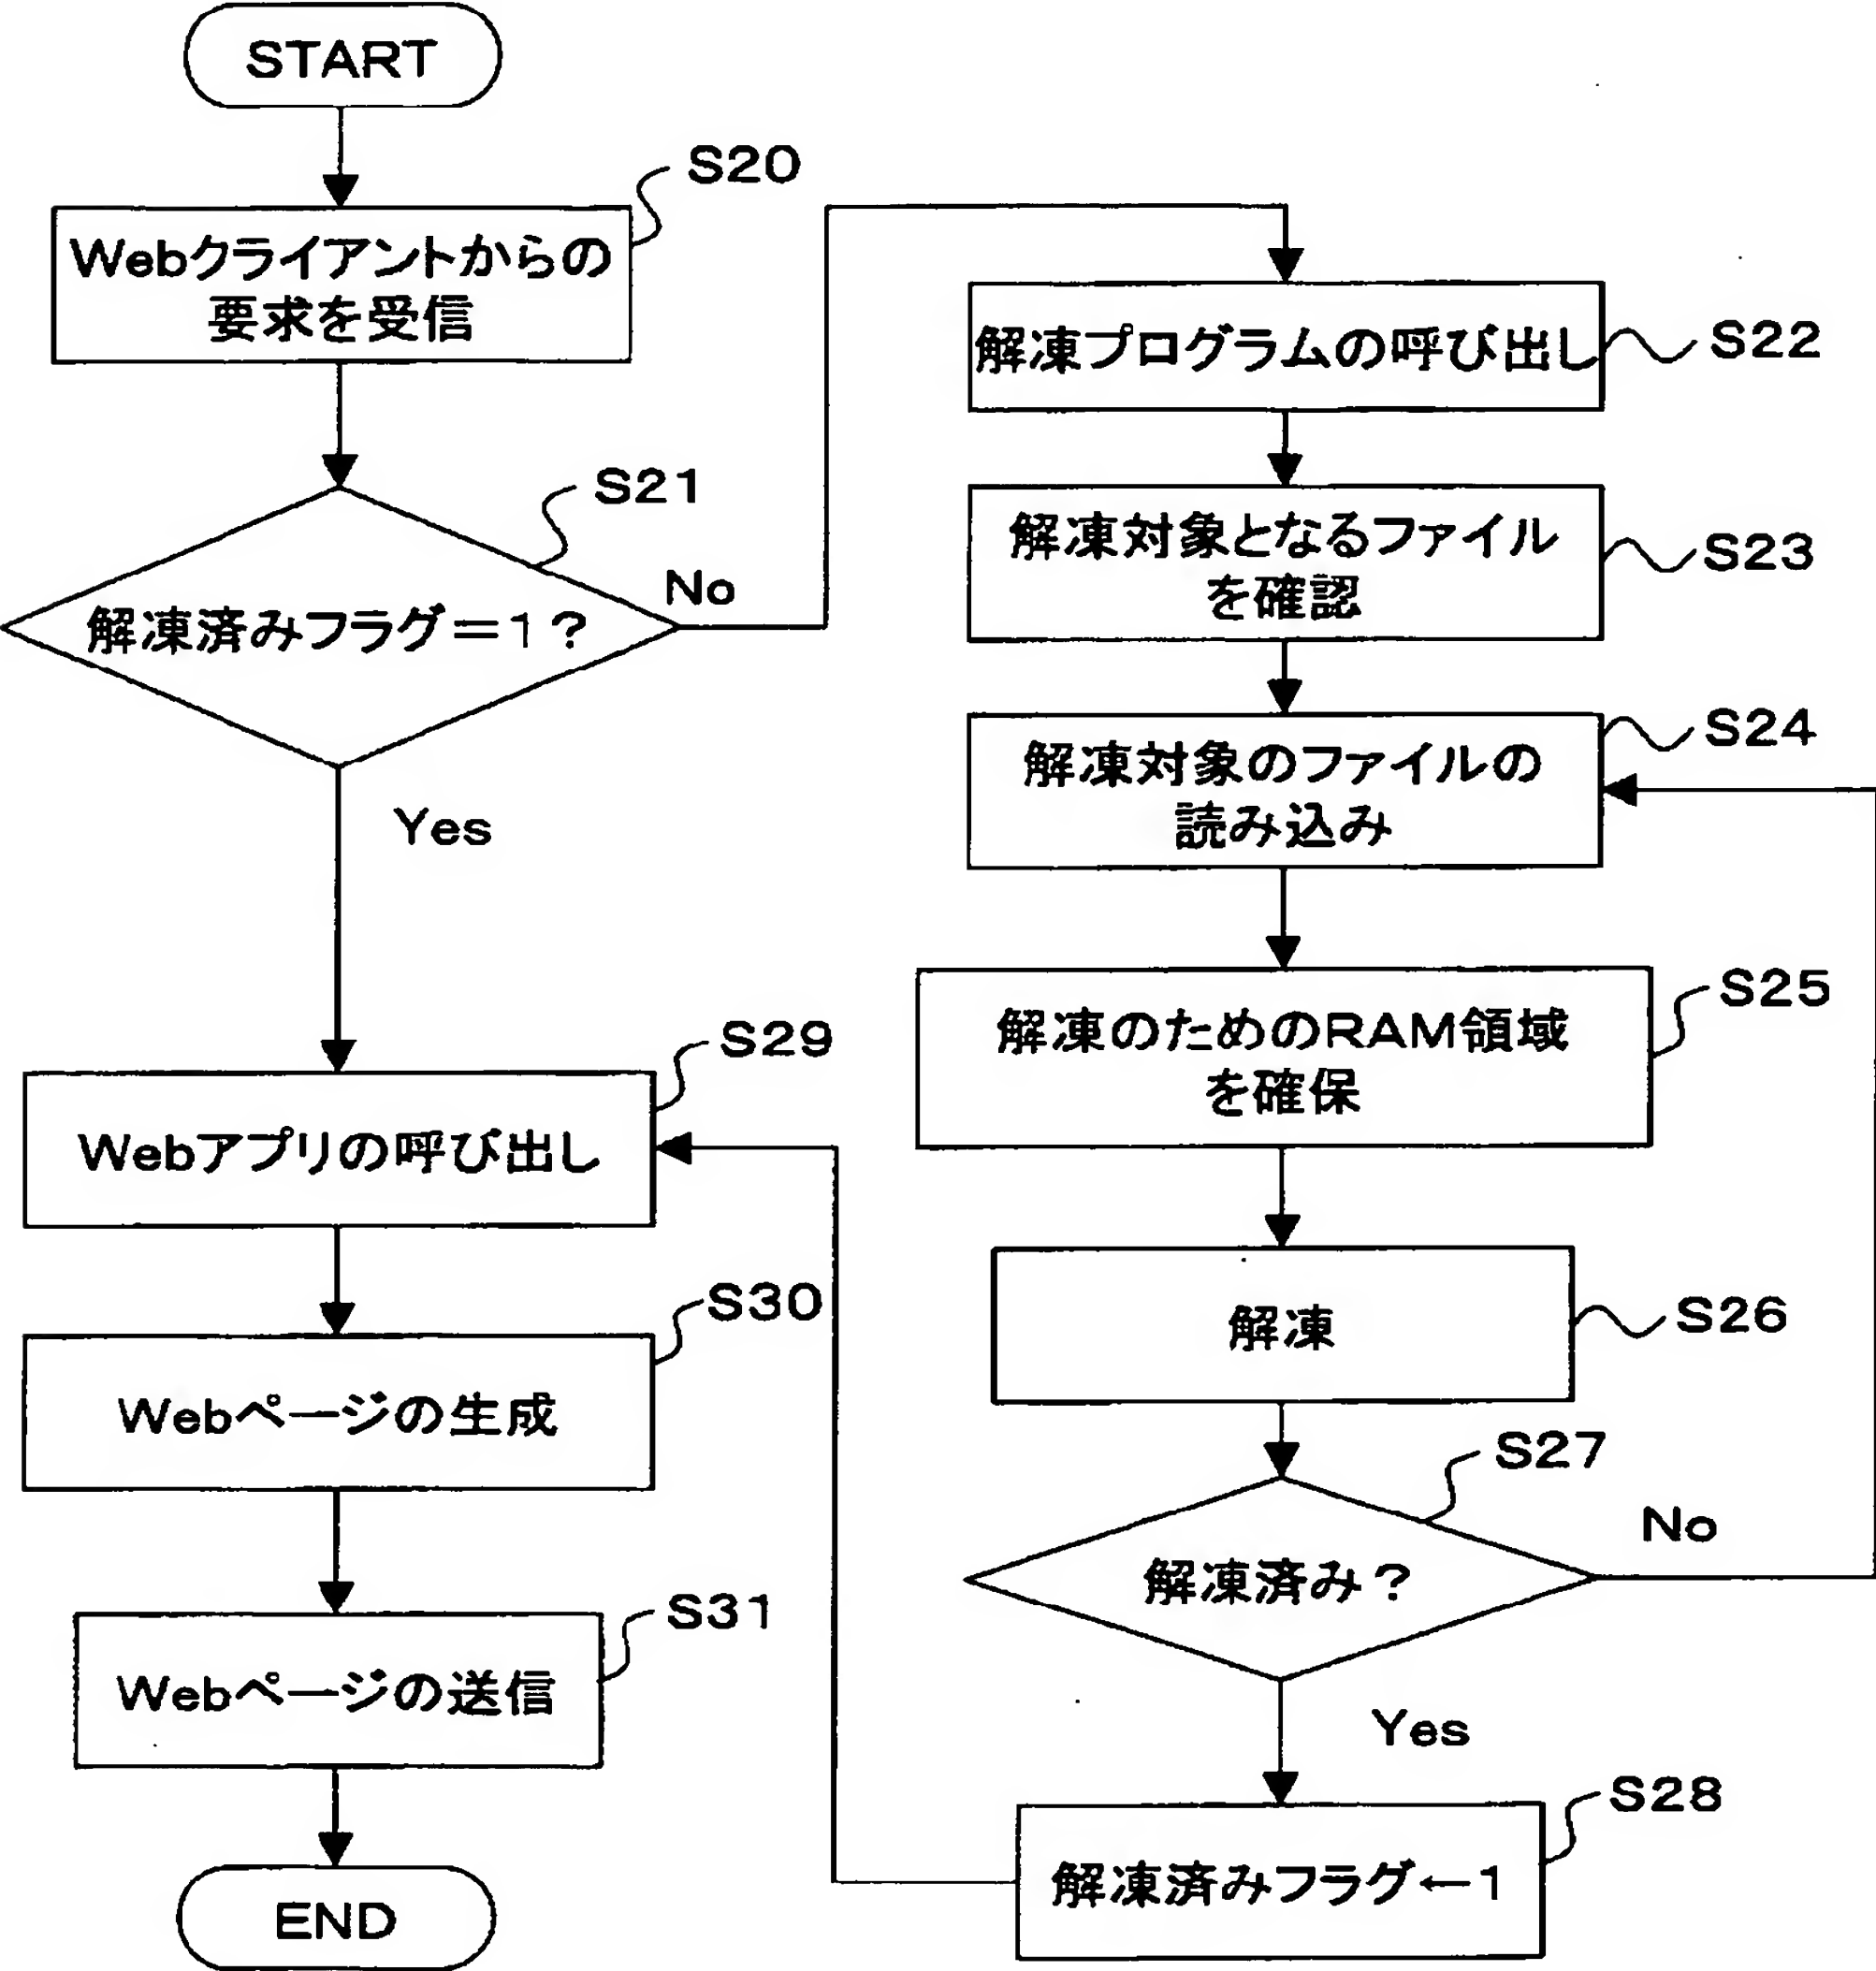 START
S20
Webクライアントからの
要求を受信
S21
解凍済みフラグ=1?
No
Yes
S22
解凍プログラムの呼び出し
S23
解凍対象となるファイル
を確認
S24
解凍対象のファイルの
読み込み
S25
解凍のためのRAM領域
を確保
S26
解凍
S27
解凍済み?
No
Yes
S28
解凍済みフラグ←1
S29
Webアプリの呼び出し
S30
Webページの生成
S31
Webページの送信
END